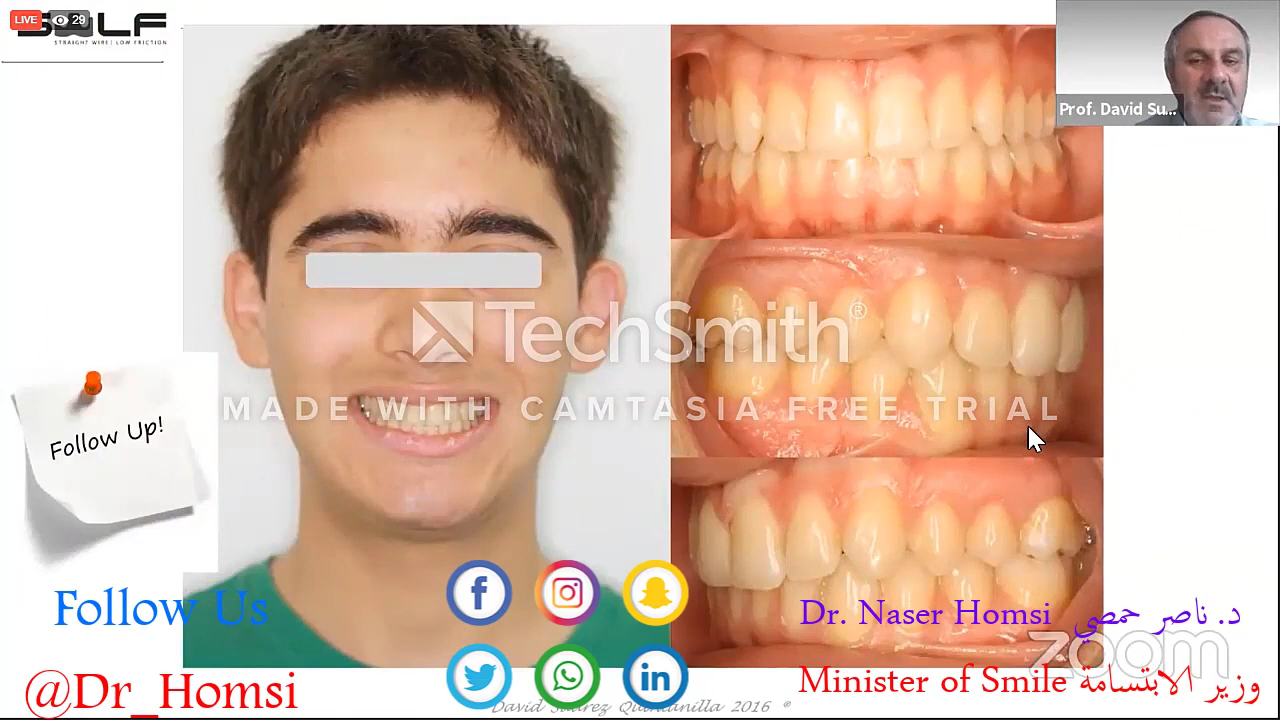 LIVE 29
SWLF
STRAIGHT WIRE | LOW FRICTION
Prof. David Su...
TechSmith®
MADE WITH CAMTASIA FREE TRIAL
Follow Up!
Follow Us
@Dr_Homsi
Dr. Naser Homsi د. ناصر حمصي
zoom
Minister of Smile وزير الابتسامة
David Suárez Quintanilla 2016 ®